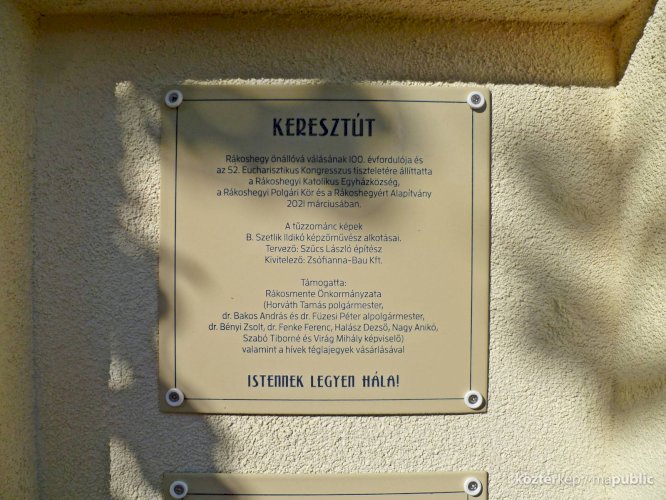 KERESZTÚT
Rákoshegy önállóvá válásának 100. évfordulója és
az 52. Eucharisztikus Kongresszus tiszteletére állíttatta
a Rákoshegyi Katolikus Egyházközség,
a Rákoshegyi Polgári Kör és a Rákoshegyért Alapítvány
2021 márciusában.
A tűzzománc képek
B. Szetlik Ildikó képzőművész alkotásai.
Tervező: Szűcs László építész
Kivitelező: Zsófianna-Bau Kft.
Támogatta:
Rákosmente Önkormányzata
(Horváth Tamás polgármester,
dr. Bakos András és dr. Füzesi Péter alpolgármester,
dr. Bényi Zsolt, dr. Fenke Ferenc, Halász Dezső, Nagy Anikó,
Szabó Tiborné és Virág Mihály képviselő)
valamint a hívek téglajegyek vásárlásával
ISTENNEK LEGYEN HÁLA!
köztérkép mapublic